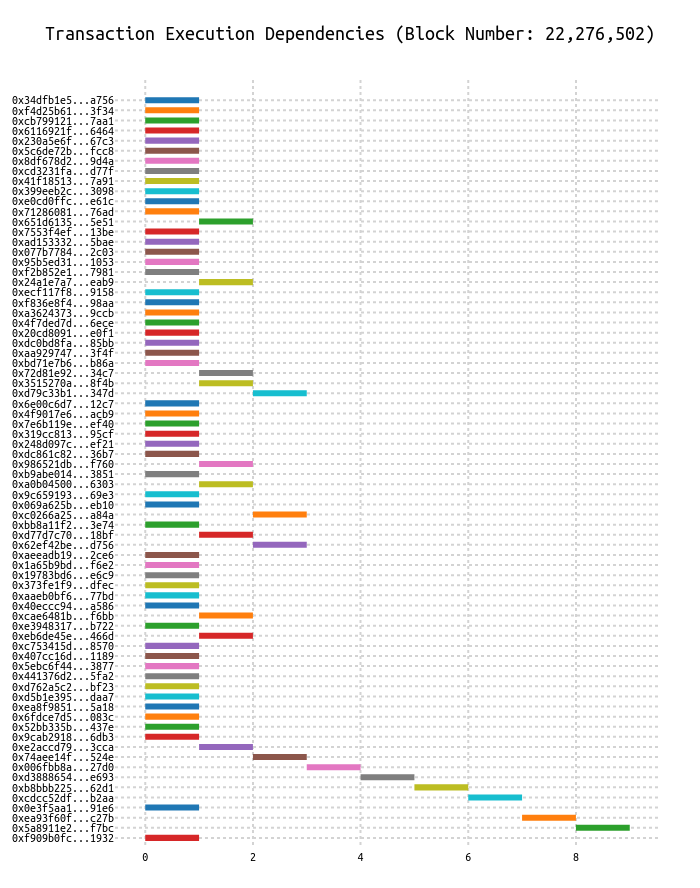 Transaction Execution Dependencies (Block Number: 22,276,502)
0x34dfb1e5...a756
0xf4d25b61...3f34
0xcb799121...7aa1
0x6116921f...6464
0x230a5e6f...67c3
0x5c6de72b...fcc8
0x8df678d2...9d4a
0xcd3231fa...d77f
0x41f18513...7a91
0x399eeb2c...3098
0xe0cd0ffc...e61c
0x71286081...76ad
0x651d6135...5e51
0x7553f4ef...13be
0xad153332...5bae
0x077b7784...2c03
0x95b5ed31...1053
0xf2b852e1...7981
0x24a1e7a7...eab9
0xecf117f8...9158
0xf836e8f4...98aa
0xa3624373...9ccb
0x4f7ded7d...6ece
0x20cd8091...e0f1
0xdc0bd8fa...85bb
0xaa929747...3f4f
0xbd71e7b6...b86a
0x72d81e92...34c7
0x3515270a...8f4b
0xd79c33b1...347d
0x6e00c6d7...12c7
0x4f9017e6...acb9
0x7e6b119e...ef40
0x319cc813...95cf
0x248d097c...ef21
0xdc861c82...36b7
0x986521db...f760
0xb9abe014...3851
0xa0b04500...6303
0x9c659193...69e3
0x069a625b...eb10
0xc0266a25...a84a
0xbb8a11f2...3e74
0xd77d7c70...18bf
0x62ef42be...d756
0xaeeadb19...2ce6
0x1a65b9bd...f6e2
0x19783bd6...e6c9
0x373fe1f9...dfec
0xaaeb0bf6...77bd
0x40eccc94...a586
0xcae6481b...f6bb
0xe3948317...b722
0xeb6de45e...466d
0xc753415d...8570
0x407cc16d...1189
0x5ebc6f44...3877
0x441376d2...5fa2
0xd762a5c2...bf23
0xd5b1e395...daa7
0xea8f9851...5a18
0x6fdce7d5...083c
0x52bb335b...437e
0x9cab2918...6db3
0xe2accd79...3cca
0x74aee14f...524e
0x006fbb8a...27d0
0xd3888654...e693
0xb8bbb225...62d1
0xcdcc52df...b2aa
0x0e3f5aa1...91e6
0xea93f60f...c27b
0x5a8911e2...f7bc
0xf909b0fc...1932
0 2 4 6 8